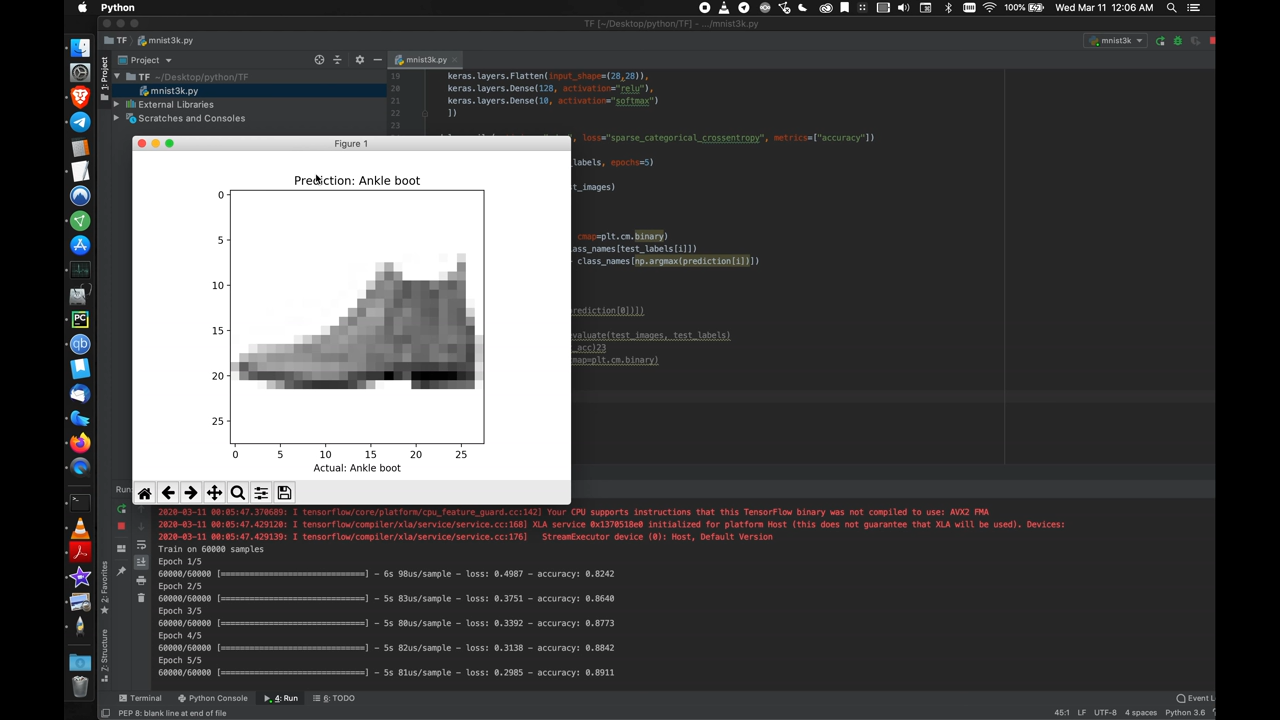 Python
100%
Wed Mar 11 12:06 AM
TF [~/Desktop/python/TF] - .../mnist3k.py
TF
mnist3k.py
mnist3k
1: Project
Project
mnist3k.py
TF ~/Desktop/python/TF
mnist3k.py
External Libraries
Scratches and Consoles
19 keras.layers.Flatten(input_shape=(28,28)),
20 keras.layers.Dense(128, activation="relu"),
21 keras.layers.Dense(10, activation="softmax")
22 ])
23
, loss="sparse_categorical_crossentropy", metrics=["accuracy"])
labels, epochs=5)
t_images)
cmap=plt.cm.binary)
ass_names[test_labels[i]])
class_names[np.argmax(prediction[i])])
rediction[0])])
valuate(test_images, test_labels)
_acc)23
map=plt.cm.binary)
Figure 1
Prediction: Ankle boot
0
5
10
15
20
25
0 5 10 15 20 25
Actual: Ankle boot
Run:
2020-03-11 00:05:47.370689: I tensorflow/core/platform/cpu_feature_guard.cc:142] Your CPU supports instructions that this TensorFlow binary was not compiled to use: AVX2 FMA
2020-03-11 00:05:47.429120: I tensorflow/compiler/xla/service/service.cc:168] XLA service 0x1370518e0 initialized for platform Host (this does not guarantee that XLA will be used). Devices:
2020-03-11 00:05:47.429139: I tensorflow/compiler/xla/service/service.cc:176]   StreamExecutor device (0): Host, Default Version
Train on 60000 samples
Epoch 1/5
60000/60000 [==============================] - 6s 98us/sample - loss: 0.4987 - accuracy: 0.8242
Epoch 2/5
60000/60000 [==============================] - 5s 83us/sample - loss: 0.3751 - accuracy: 0.8640
Epoch 3/5
60000/60000 [==============================] - 5s 80us/sample - loss: 0.3392 - accuracy: 0.8773
Epoch 4/5
60000/60000 [==============================] - 5s 82us/sample - loss: 0.3138 - accuracy: 0.8842
Epoch 5/5
60000/60000 [==============================] - 5s 81us/sample - loss: 0.2985 - accuracy: 0.8911
2: Favorites
7: Structure
Terminal
Python Console
4: Run
6: TODO
Event L
PEP 8: blank line at end of file
45:1 LF UTF-8 4 spaces Python 3.6
PC
qb